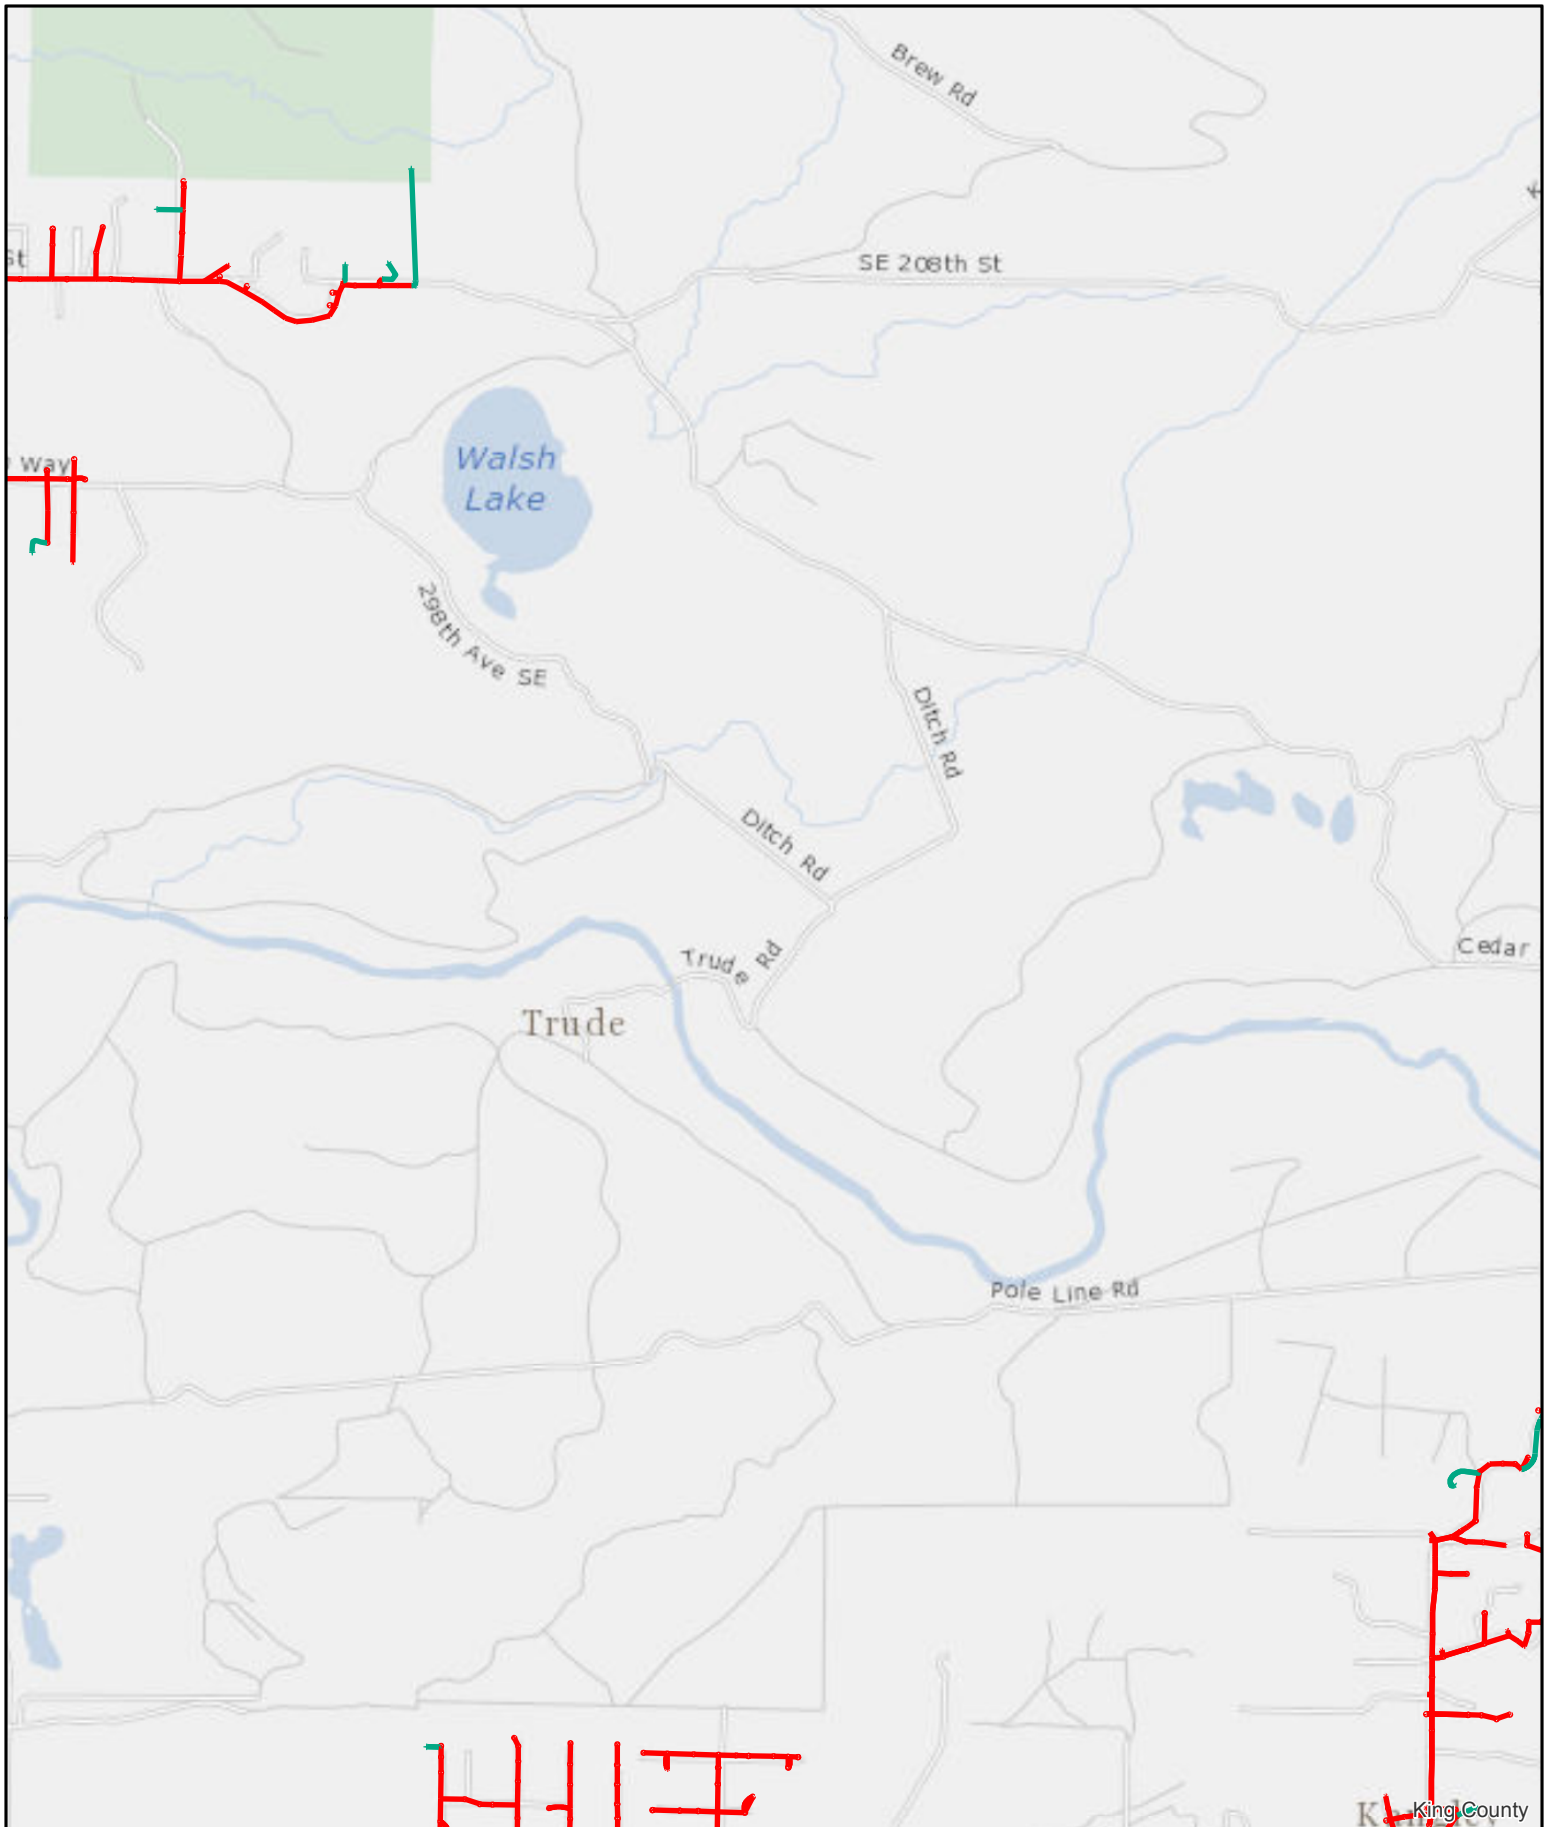 Brew Rd
St
SE 208th St
Way
Walsh
Lake
298th Ave SE
Ditch Rd
Ditch Rd
Trude Rd
Cedar
Trude
Pole Line Rd
King County